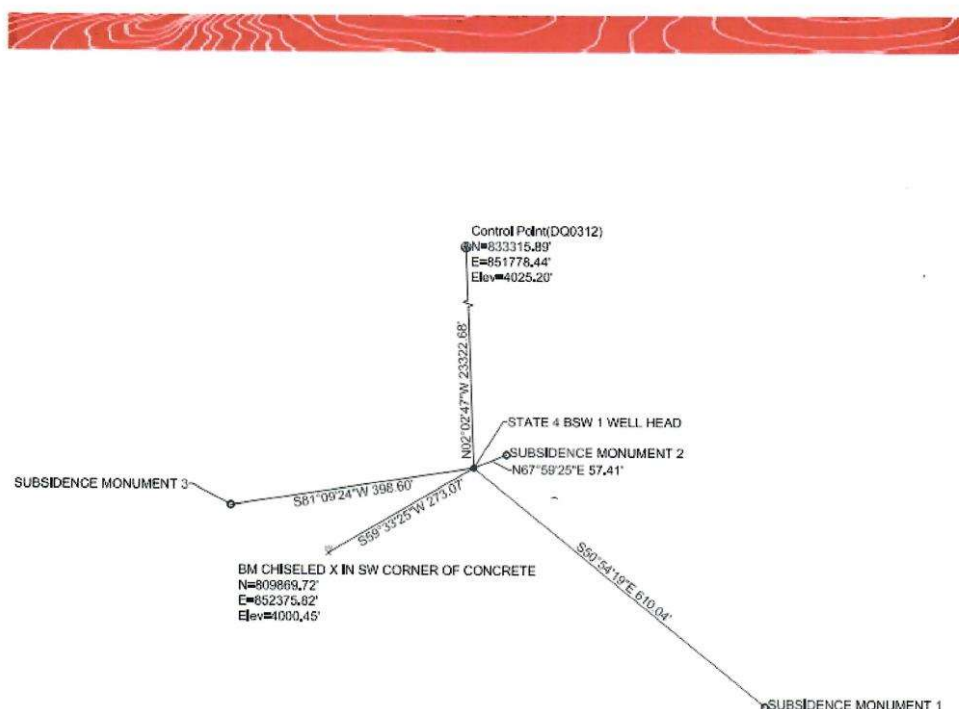 Control Point(DQ0312)
N=833315.89'
E=851778.44'
Elev=4025.20'
N02°02'47"W 23322.68'
STATE 4 BSW 1 WELL HEAD
SUBSIDENCE MONUMENT 2
N67°59'25"E 57.41'
SUBSIDENCE MONUMENT 3
S81°09'24"W 398.60'
S59°33'25"W 273.07'
BM CHISELED X IN SW CORNER OF CONCRETE
N=809869.72'
E=852375.82'
Elev=4000.45'
S50°54'19"E 610.04'
SUBSIDENCE MONUMENT 1